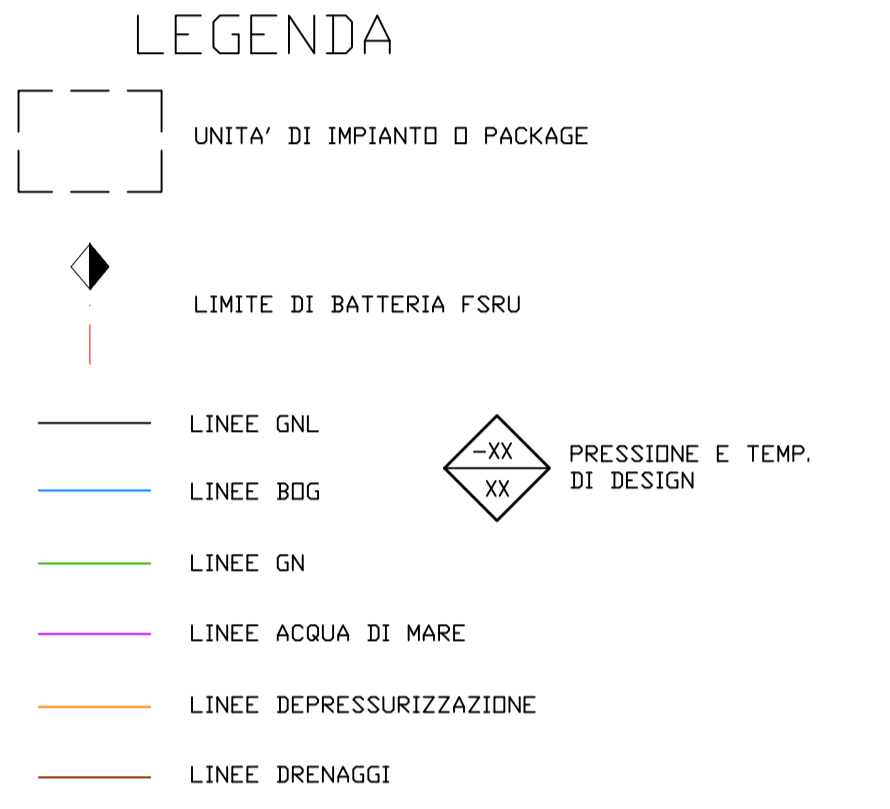 LEGENDA
UNITA' DI IMPIANTO O PACKAGE
LIMITE DI BATTERIA FSRU
LINEE GNL
LINEE BOG
LINEE GN
LINEE ACQUA DI MARE
LINEE DEPRESSURIZZAZIONE
LINEE DRENAGGI
-XX
XX
PRESSIONE E TEMP.
DI DESIGN